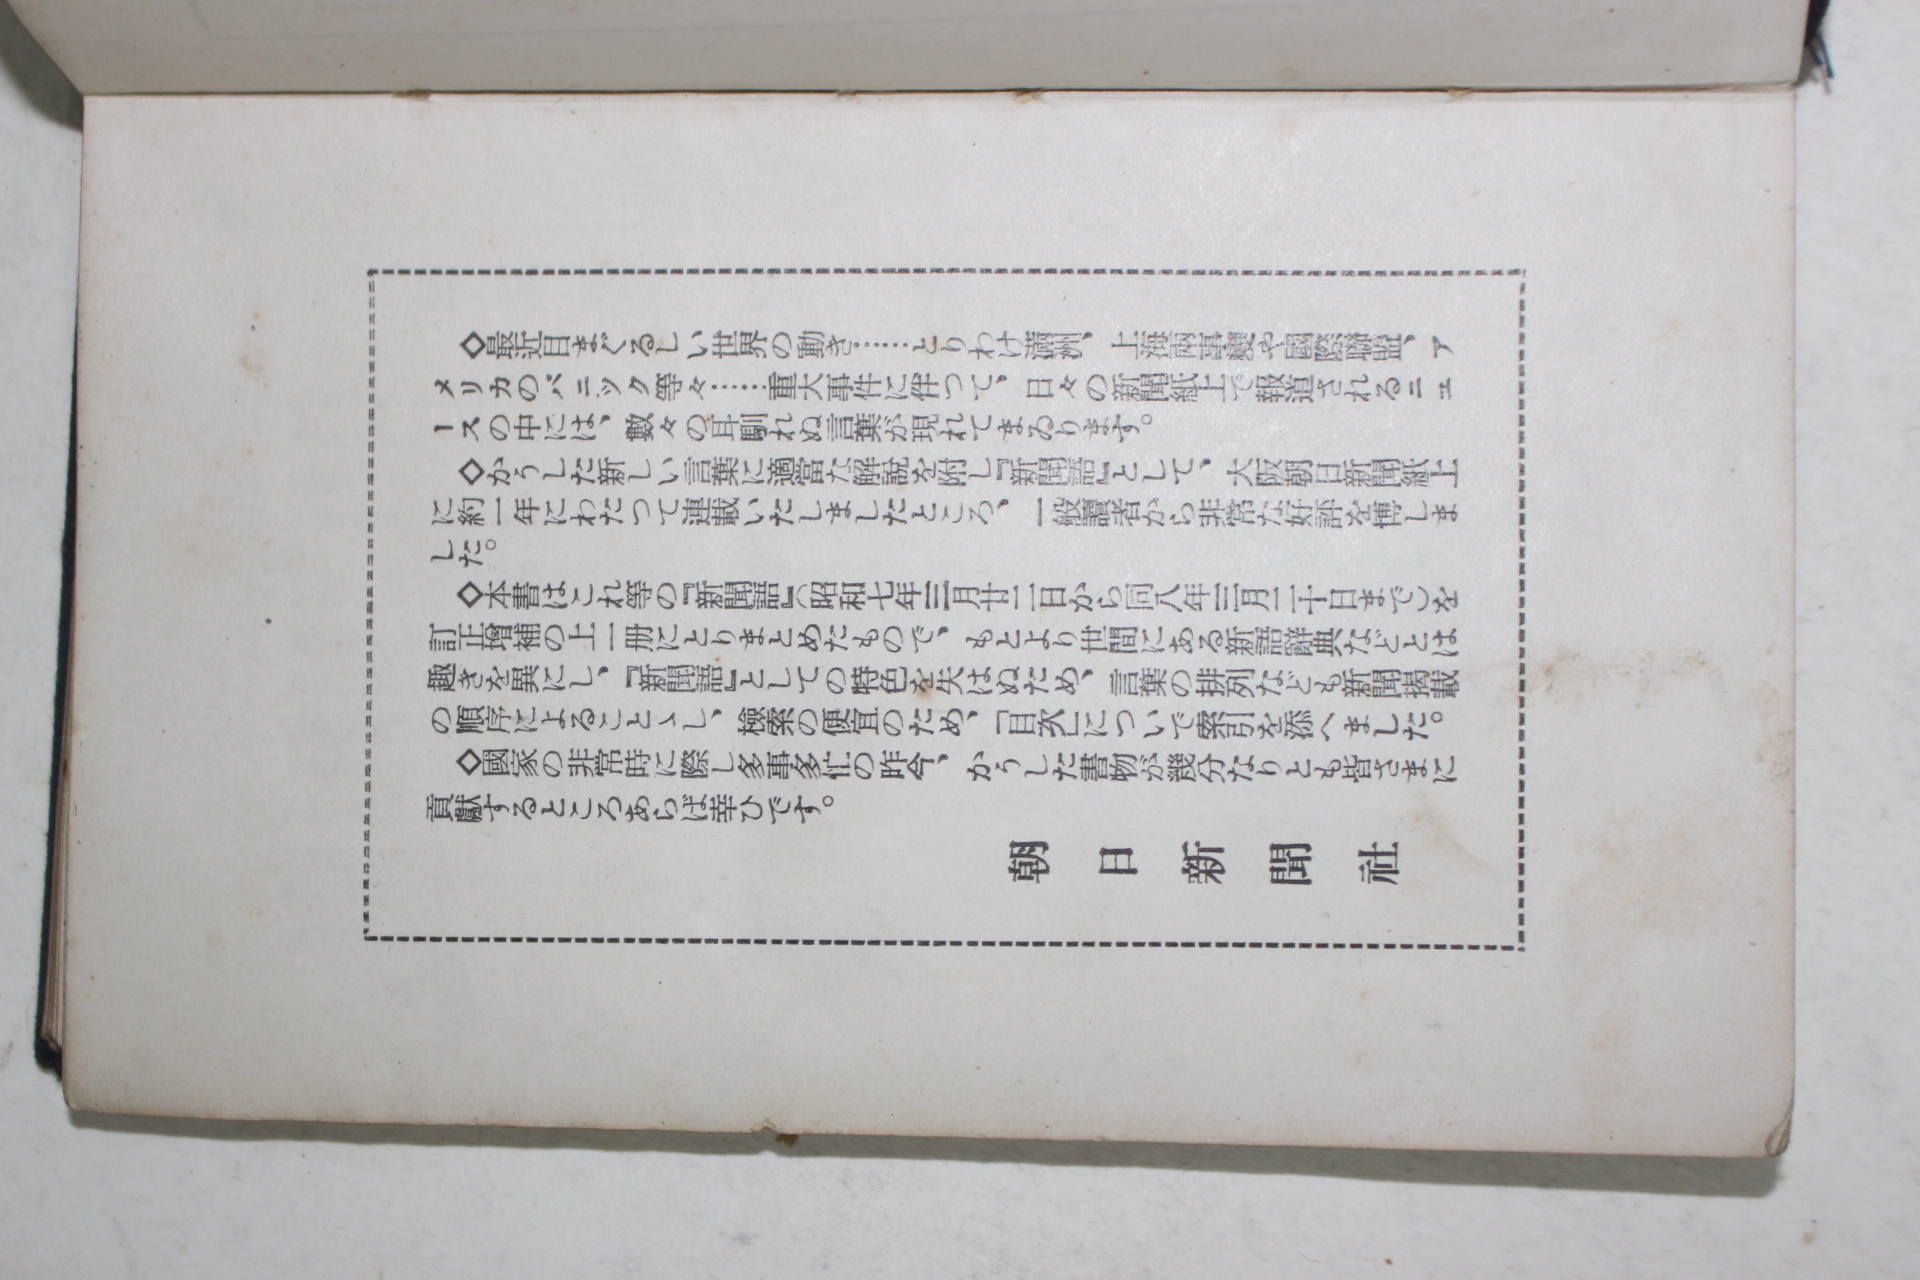 ◇最近目まぐるしい世界の動き……とりわけ滿洲、上海兩事變や國際聯盟、ア
メリカのパニック等々……重大事件に伴つて、日々の新聞紙上で報道されるニュ
ースの中には、數々の耳馴れぬ言葉が現れてまゐります。
◇かうした新しい言葉に適當な解說を附し『新聞語』として、大阪朝日新聞紙上
に約一年にわたつて連載いたしましたところ、一般讀者から非常な好評を博しま
した。
◇本書はこれ等の『新聞語』(昭和七年三月廿二日から同八年三月二十日まで)を
訂正增補の上一册にとりまとめたもので、もとより世間にある新語辭典などとは
趣きを異にし、『新聞語』としての特色を失はぬため、言葉の排列なども新聞揭載
の順序によることゝし、檢索の便宜のため、「目次」について索引を添へました。
◇國家の非常時に際し多事多忙の昨今、かうした書物が幾分なりとも皆さまに
貢獻するところあらば幸ひです。
朝日新聞社